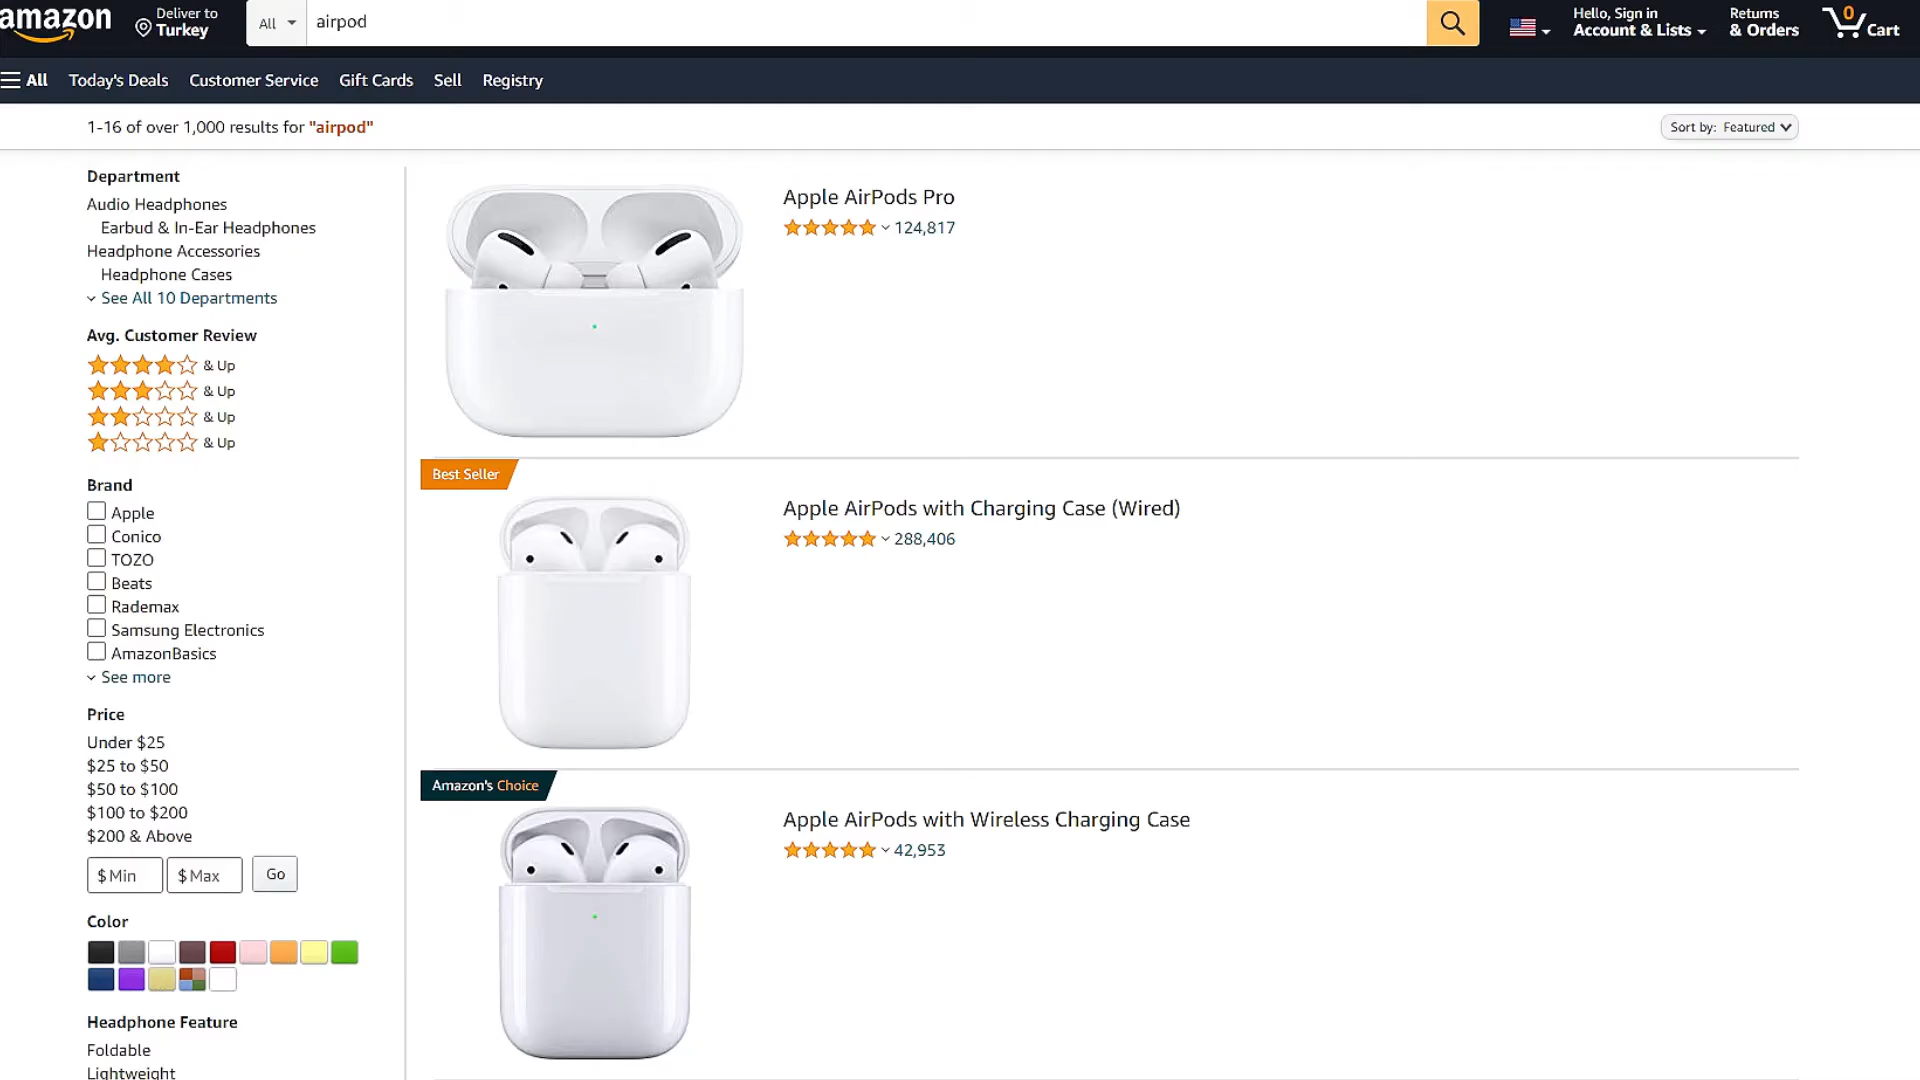 amazon
Deliver to
Turkey
All
airpod
Hello, Sign in
Account & Lists
Returns
& Orders
0
Cart
All
Today's Deals
Customer Service
Gift Cards
Sell
Registry
1-16 of over 1,000 results for "airpod"
Sort by: Featured
Department
Audio Headphones
Earbud & In-Ear Headphones
Headphone Accessories
Headphone Cases
See All 10 Departments
Avg. Customer Review
& Up
& Up
& Up
& Up
Brand
Apple
Conico
TOZO
Beats
Rademax
Samsung Electronics
AmazonBasics
See more
Price
Under $25
$25 to $50
$50 to $100
$100 to $200
$200 & Above
$ Min
$ Max
Go
Color
Headphone Feature
Foldable
Lightweight
Apple AirPods Pro
124,817
Best Seller
Apple AirPods with Charging Case (Wired)
288,406
Amazon's Choice
Apple AirPods with Wireless Charging Case
42,953